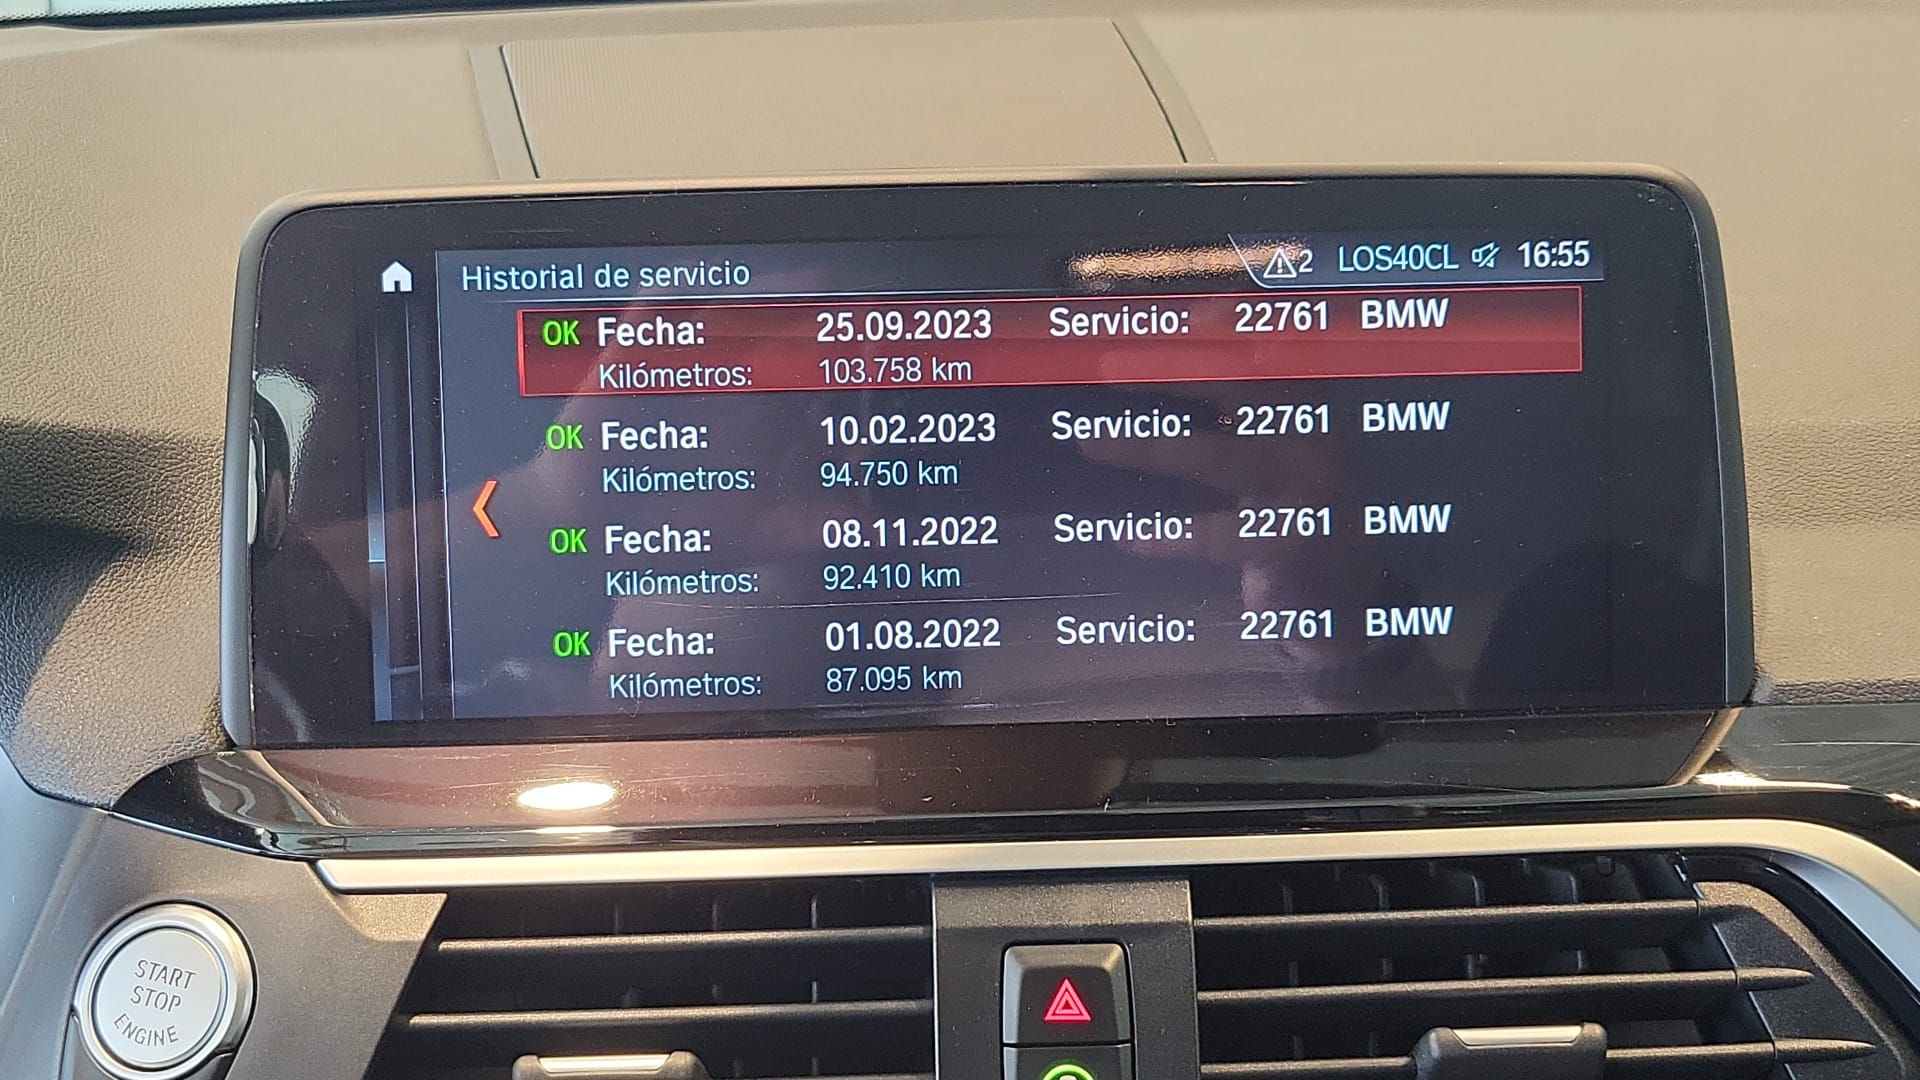 Historial de servicio 2 LOS40CL 16:55
OK Fecha: 25.09.2023 Servicio: 22761 BMW
Kilómetros: 103.758 km
OK Fecha: 10.02.2023 Servicio: 22761 BMW
Kilómetros: 94.750 km
OK Fecha: 08.11.2022 Servicio: 22761 BMW
Kilómetros: 92.410 km
OK Fecha: 01.08.2022 Servicio: 22761 BMW
Kilómetros: 87.095 km
START
STOP
ENGINE